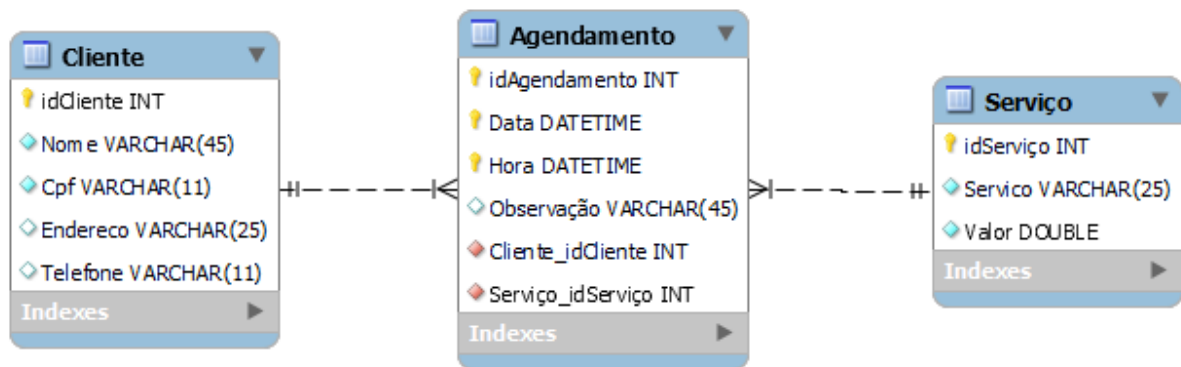 Cliente
idCliente INT
Nome VARCHAR(45)
Cpf VARCHAR(11)
Endereco VARCHAR(25)
Telefone VARCHAR(11)
Indexes
Agendamento
idAgendamento INT
Data DATETIME
Hora DATETIME
Observação VARCHAR(45)
Cliente_idCliente INT
Serviço_idServiço INT
Indexes
Serviço
idServiço INT
Servico VARCHAR(25)
Valor DOUBLE
Indexes